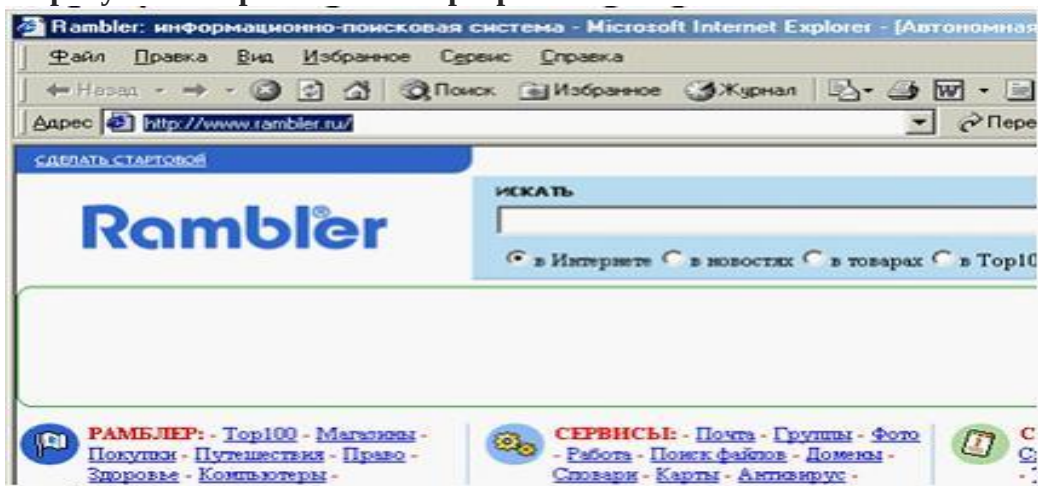 Rambler: информационно-поисковая система - Microsoft Internet Explorer - [Автономная
Файл Правка Вид Избранное Сервис Справка
Назад Поиск Избранное Журнал
Адрес http://www.rambler.ru/ Пере
СДЕЛАТЬ СТАРТОВОЙ
ИСКАТЬ
Rambler
в Интернете в новостях в товарах в Top10
РАМБЛЕР: - Top100 - Магазины -
Покупки - Путешествия - Право -
Здоровье - Компьютеры -
СЕРВИСЫ: - Почта - Группы - Фото
- Работа - Поиск файлов - Домены -
Словари - Карты - Антивирус -